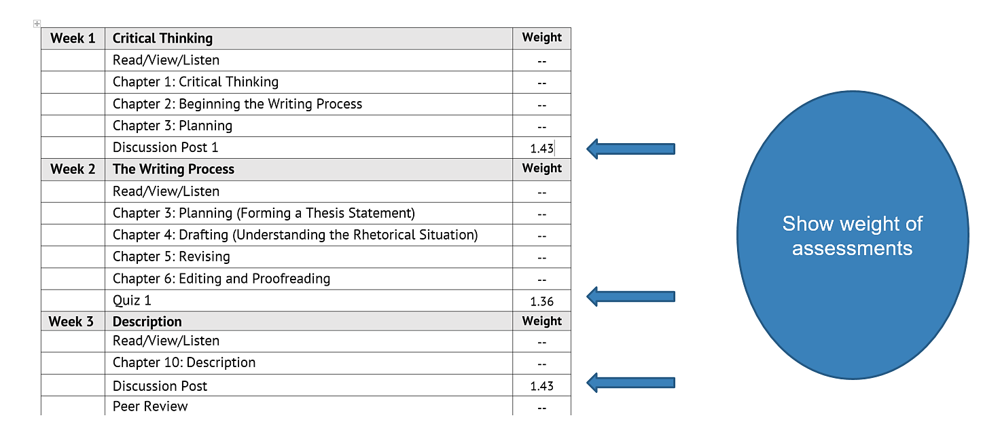 Week 1 Critical Thinking Weight
Read/View/Listen --
Chapter 1: Critical Thinking --
Chapter 2: Beginning the Writing Process --
Chapter 3: Planning --
Discussion Post 1 1.43
Week 2 The Writing Process Weight
Read/View/Listen --
Chapter 3: Planning (Forming a Thesis Statement) --
Chapter 4: Drafting (Understanding the Rhetorical Situation) --
Chapter 5: Revising --
Chapter 6: Editing and Proofreading --
Quiz 1 1.36
Week 3 Description Weight
Read/View/Listen --
Chapter 10: Description --
Discussion Post 1.43
Peer Review --
Show weight of
assessments